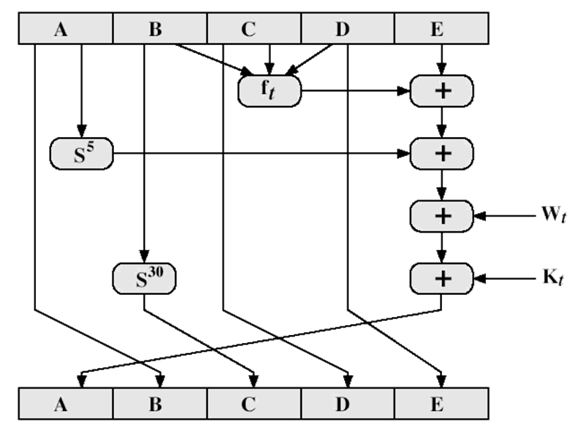 A B C D E
ft +
S5 +
+ Wt
S30 + Kt
A B C D E